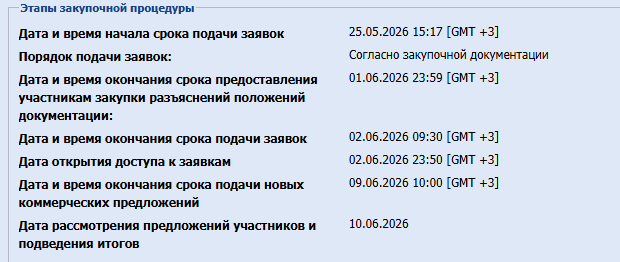 Этапы закупочной процедуры
Дата и время начала срока подачи заявок 25.05.2026 15:17 [GMT +3]
Порядок подачи заявок: Согласно закупочной документации
Дата и время окончания срока предоставления 01.06.2026 23:59 [GMT +3]
участникам закупки разъяснений положений
документации:
Дата и время окончания срока подачи заявок 02.06.2026 09:30 [GMT +3]
Дата открытия доступа к заявкам 02.06.2026 23:50 [GMT +3]
Дата и время окончания срока подачи новых 09.06.2026 10:00 [GMT +3]
коммерческих предложений
Дата рассмотрения предложений участников и 10.06.2026
подведения итогов